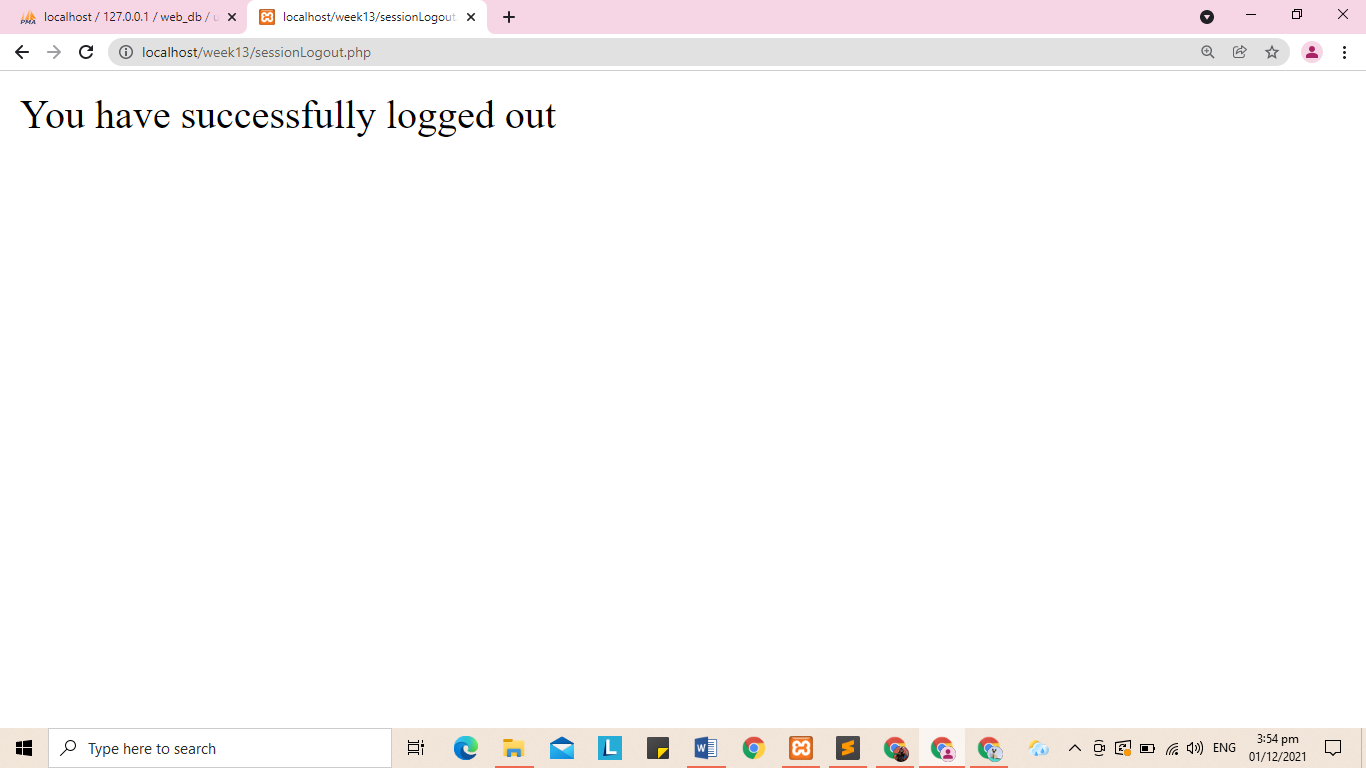 PMA
localhost / 127.0.0.1 / web_db /
localhost/week13/sessionLogout
localhost/week13/sessionLogout.php
You have successfully logged out
Type here to search
L
W
ENG
3:54 pm
01/12/2021